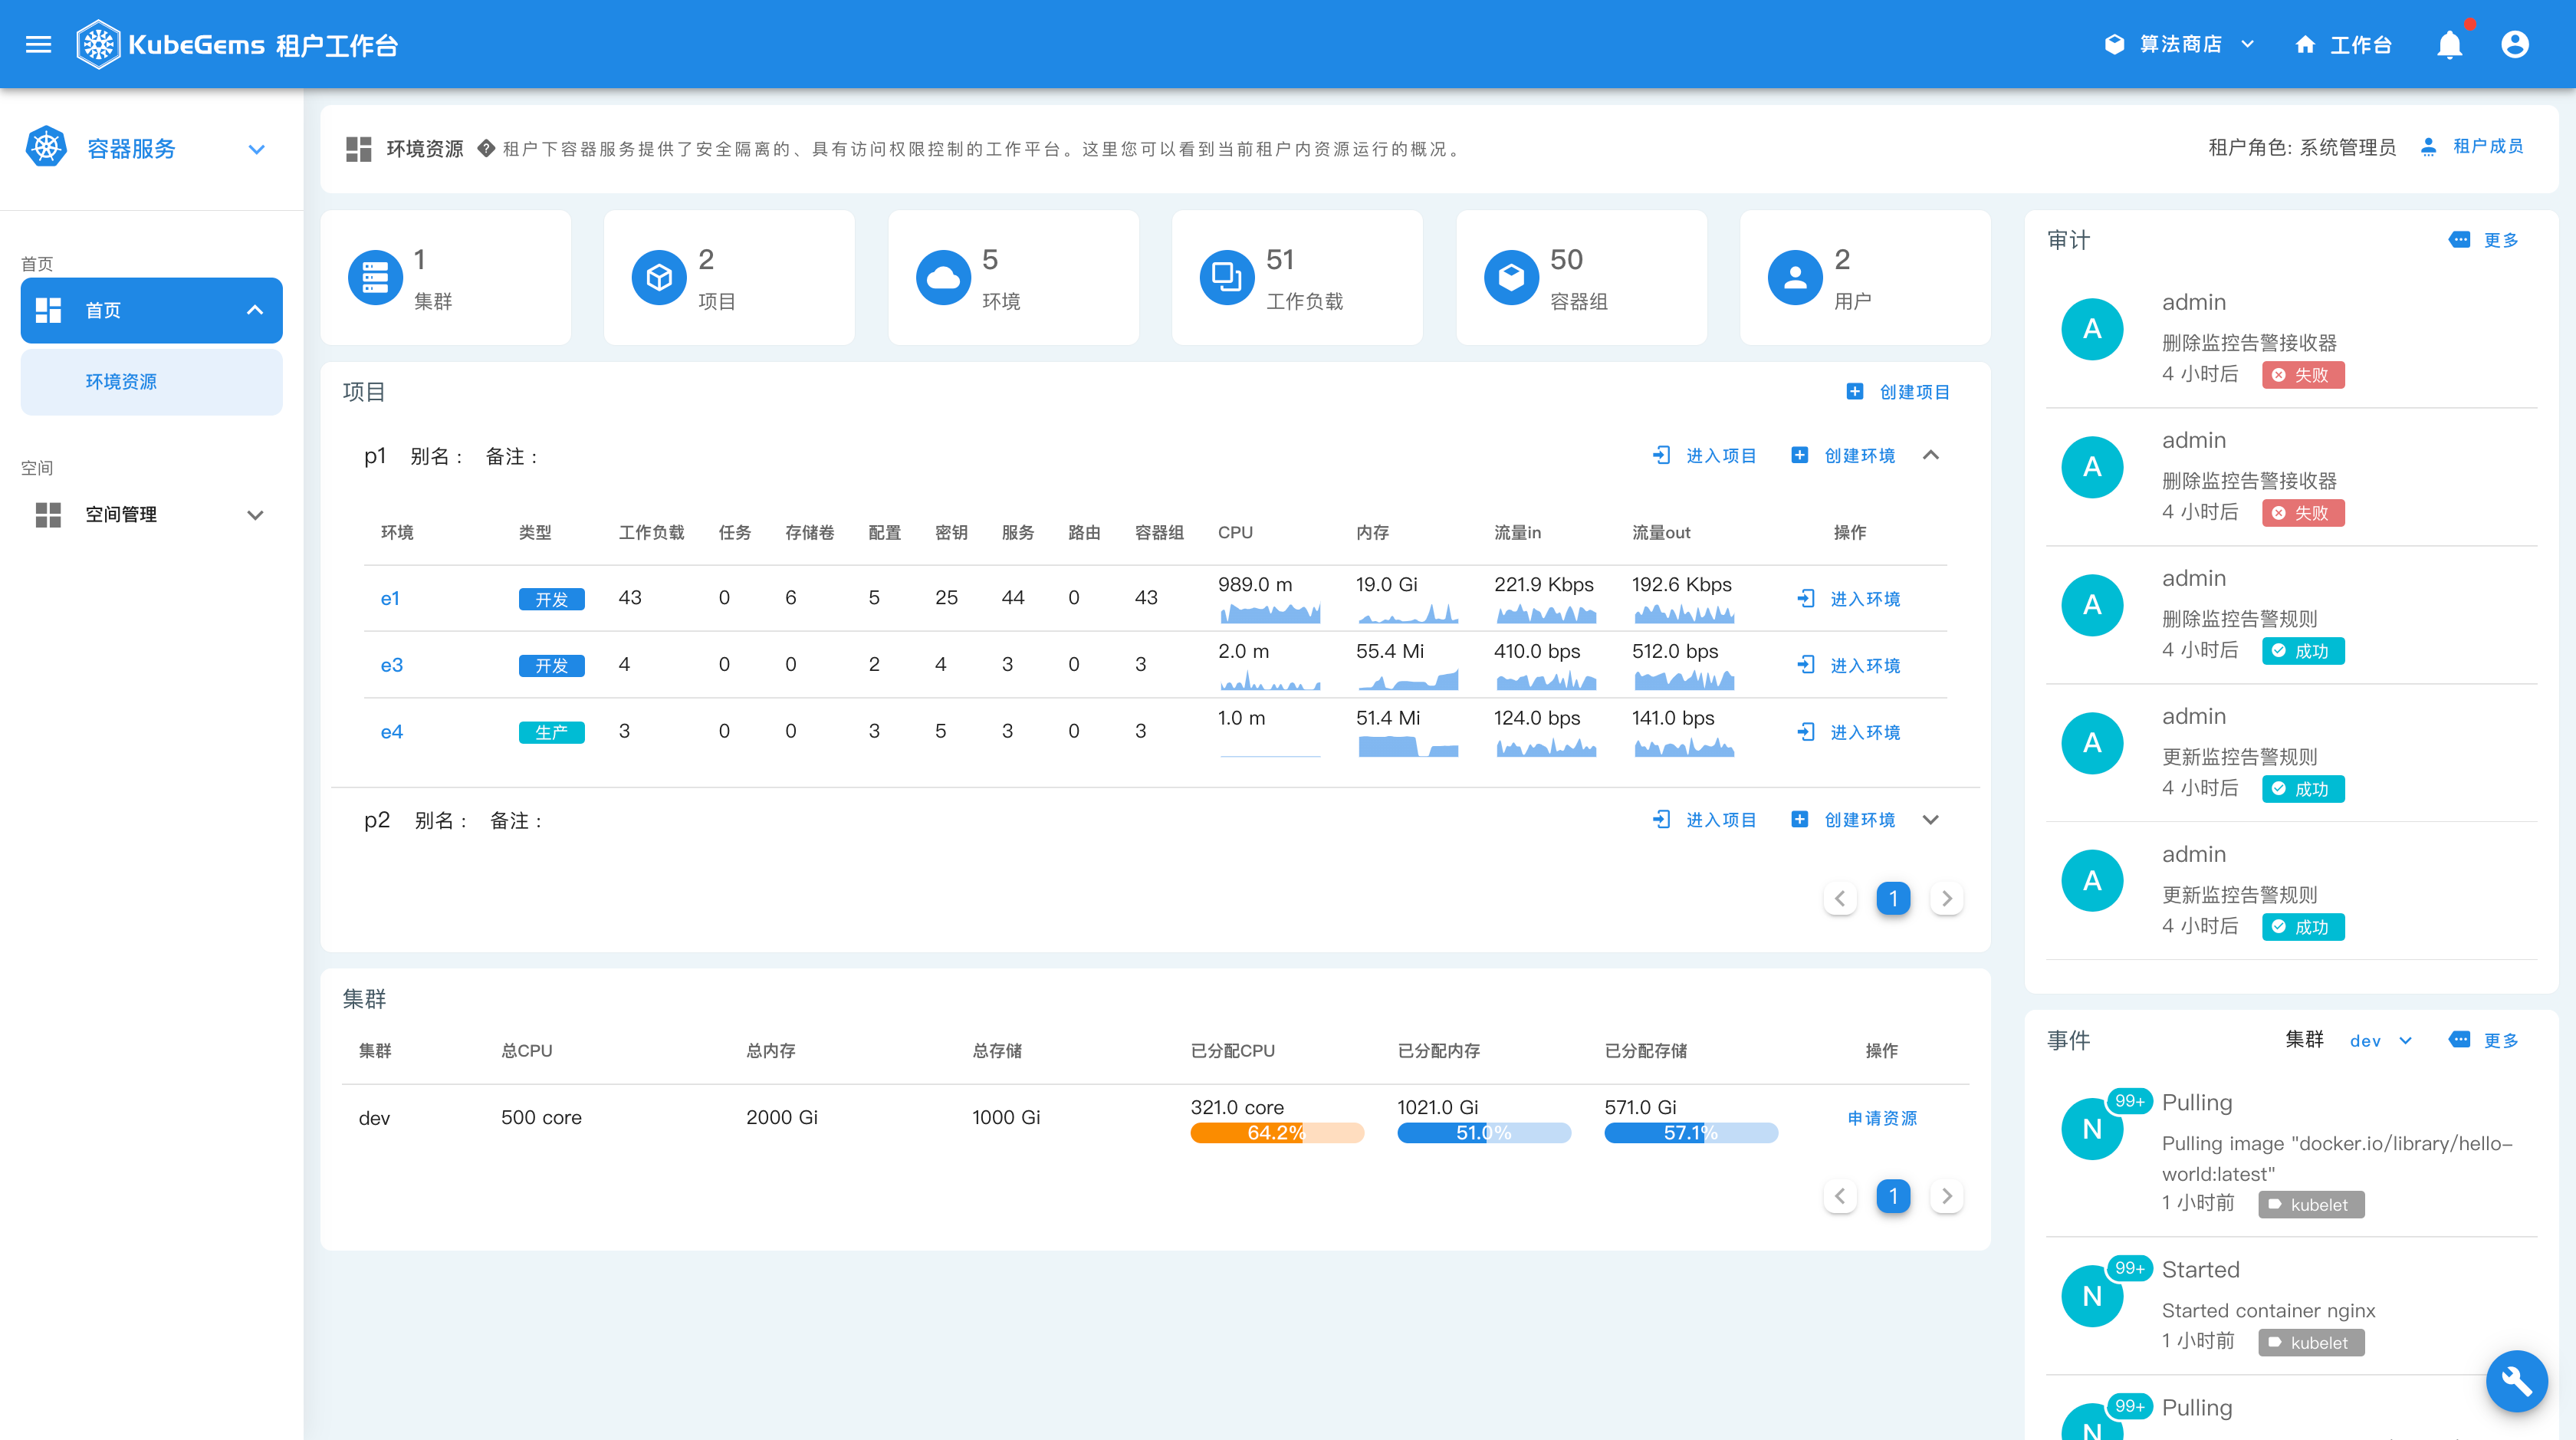 KubeGems 租户工作台
算法商店
工作台
容器服务
首页
首页
环境资源
空间
空间管理
环境资源
租户下容器服务提供了安全隔离的、具有访问权限控制的工作平台。这里您可以看到当前租户内资源运行的概况。
租户角色: 系统管理员
租户成员
1
集群
2
项目
5
环境
51
工作负载
50
容器组
2
用户
项目
创建项目
p1 别名： 备注：
进入项目
创建环境
环境 类型 工作负载 任务 存储卷 配置 密钥 服务 路由 容器组 CPU 内存 流量in 流量out 操作
e1 开发 43 0 6 5 25 44 0 43 989.0 m 19.0 Gi 221.9 Kbps 192.6 Kbps 进入环境
e3 开发 4 0 0 2 4 3 0 3 2.0 m 55.4 Mi 410.0 bps 512.0 bps 进入环境
e4 生产 3 0 0 3 5 3 0 3 1.0 m 51.4 Mi 124.0 bps 141.0 bps 进入环境
p2 别名： 备注：
进入项目
创建环境
1
集群
集群 总CPU 总内存 总存储 已分配CPU 已分配内存 已分配存储 操作
dev 500 core 2000 Gi 1000 Gi 321.0 core 1021.0 Gi 571.0 Gi 申请资源
64.2% 51.0% 57.1%
1
审计
更多
A
admin
删除监控告警接收器
4 小时后 失败
A
admin
删除监控告警接收器
4 小时后 失败
A
admin
删除监控告警规则
4 小时后 成功
A
admin
更新监控告警规则
4 小时后 成功
A
admin
更新监控告警规则
4 小时后 成功
事件
集群 dev
更多
N 99+
Pulling
Pulling image "docker.io/library/hello-
world:latest"
1 小时前 kubelet
N 99+
Started
Started container nginx
1 小时前 kubelet
N 99+
Pulling